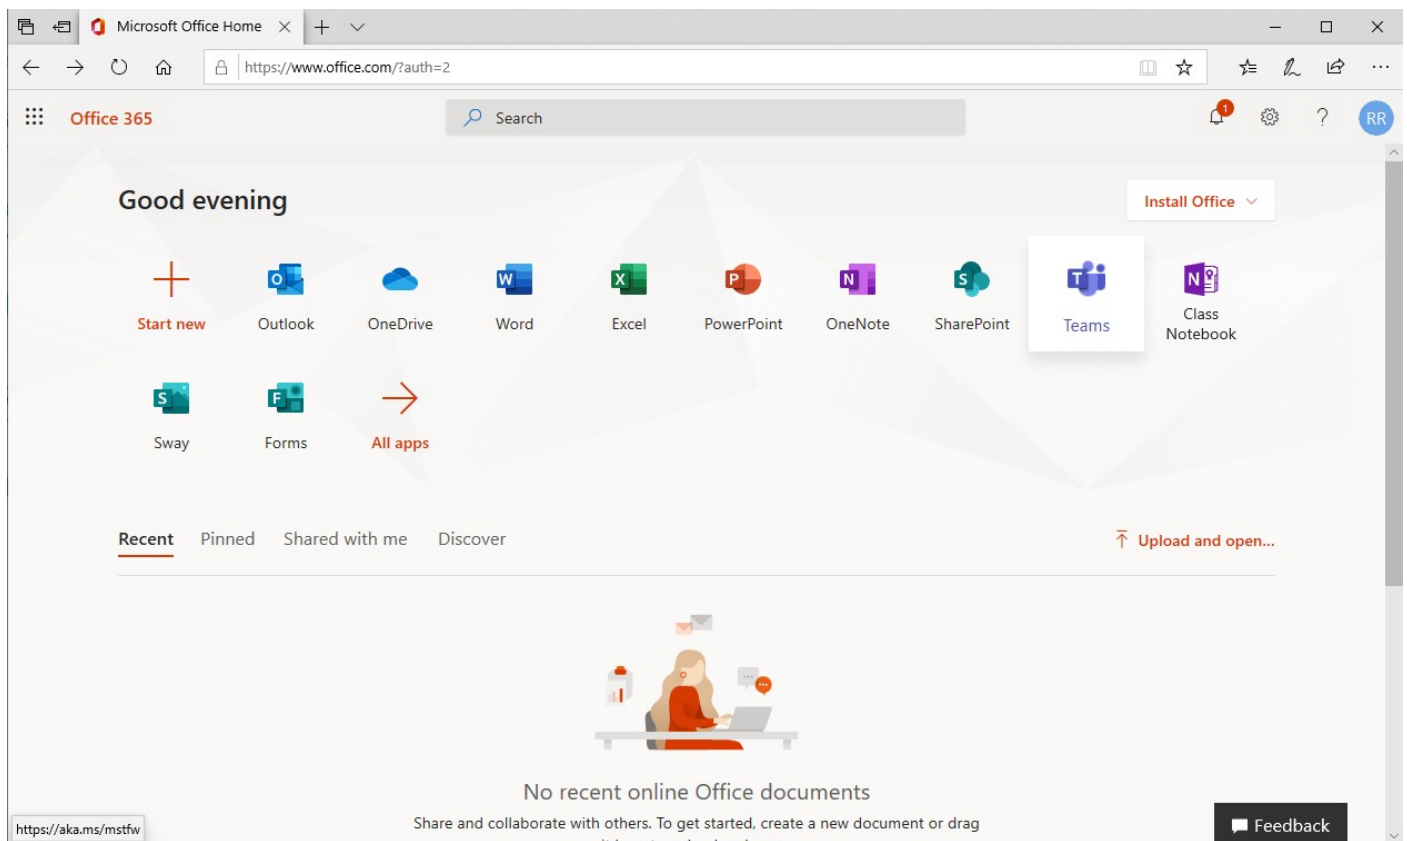 Microsoft Office Home
https://www.office.com/?auth=2
Office 365
Search
1
?
RR
Good evening
Install Office
Start new
Outlook
OneDrive
Word
Excel
PowerPoint
OneNote
SharePoint
Teams
Class
Notebook
Sway
Forms
All apps
Recent
Pinned
Shared with me
Discover
Upload and open...
No recent online Office documents
Share and collaborate with others. To get started, create a new document or drag
https://aka.ms/mstfw
Feedback